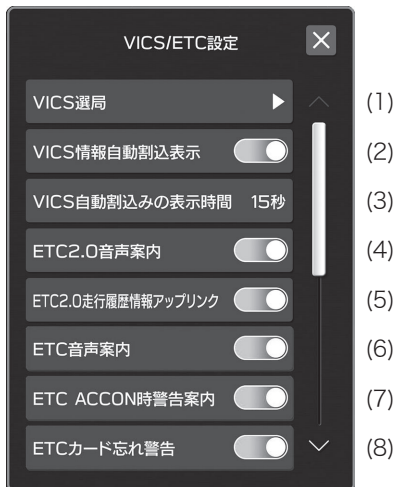 VICS/ETC設定
VICS選局 (1)
VICS情報自動割込表示 (2)
VICS自動割込みの表示時間 15秒 (3)
ETC2.0音声案内 (4)
ETC2.0走行履歴情報アップリンク (5)
ETC音声案内 (6)
ETC ACCON時警告案内 (7)
ETCカード忘れ警告 (8)